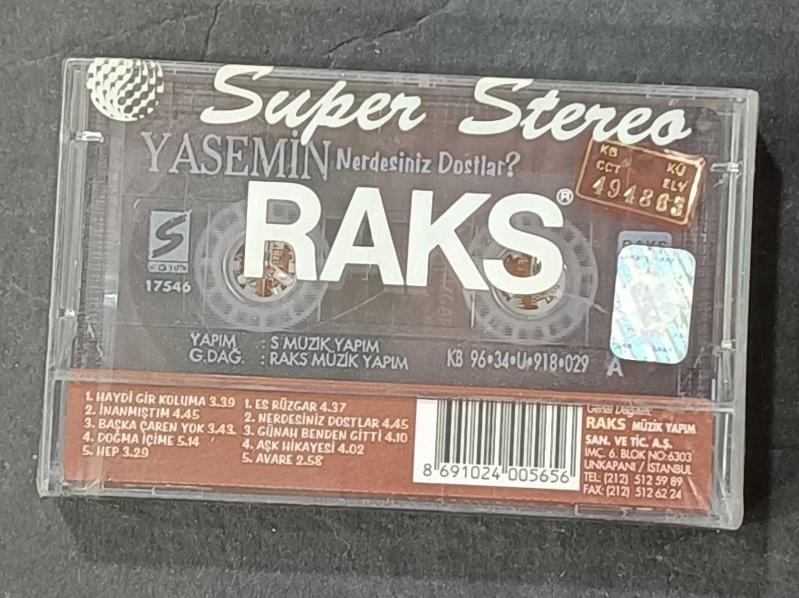 Super Stereo
YASEMİN Nerdesiniz Dostlar?
RAKS®
KB KÜ
CCT ELV
494863
S
17546
RAKS
YAPIM : S MÜZİK YAPIM
G.DAĞ. : RAKS MÜZİK YAPIM
KB 96•34•U•918•029
A
1. HAYDİ GİR KOLUMA 3.39
2. İNANMIŞTIM 4.45
3. BAŞKA ÇAREN YOK 3.43.
4. DOĞMA İÇİME 5.14
5. HEP 3.29
1. ES RÜZGAR 4.37
2. NERDESİNİZ DOSTLAR 4.45
3. GÜNAH BENDEN GİTTİ 4.10
4. AŞK HİKAYESİ 4.02
5. AVARE 2.58
8 691024 005656
Genel Dağıtım:
RAKS MÜZİK YAPIM
SAN. VE TİC. A.Ş.
İMÇ. 6. BLOK NO:6303
UNKAPANI / İSTANBUL
TEL: (212) 512 59 89
FAX: (212) 512 62 24